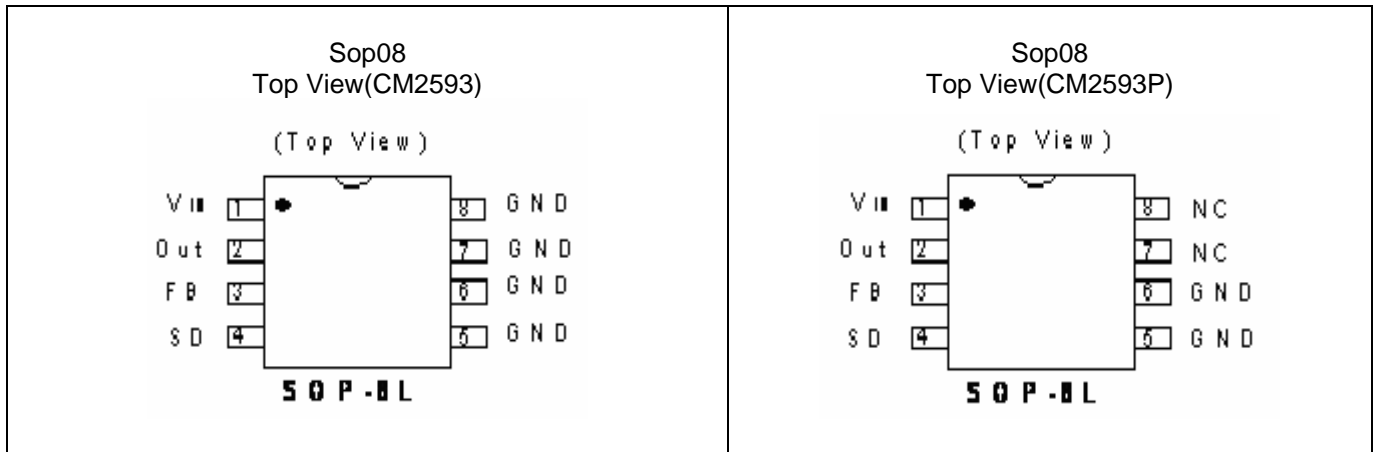 Sop08
Top View(CM2593)
(Top View)
VIN 1 8 GND
Out 2 7 GND
FB 3 6 GND
SD 4 5 GND
SOP-8L
Sop08
Top View(CM2593P)
(Top View)
VIN 1 8 NC
Out 2 7 NC
FB 3 6 GND
SD 4 5 GND
SOP-8L